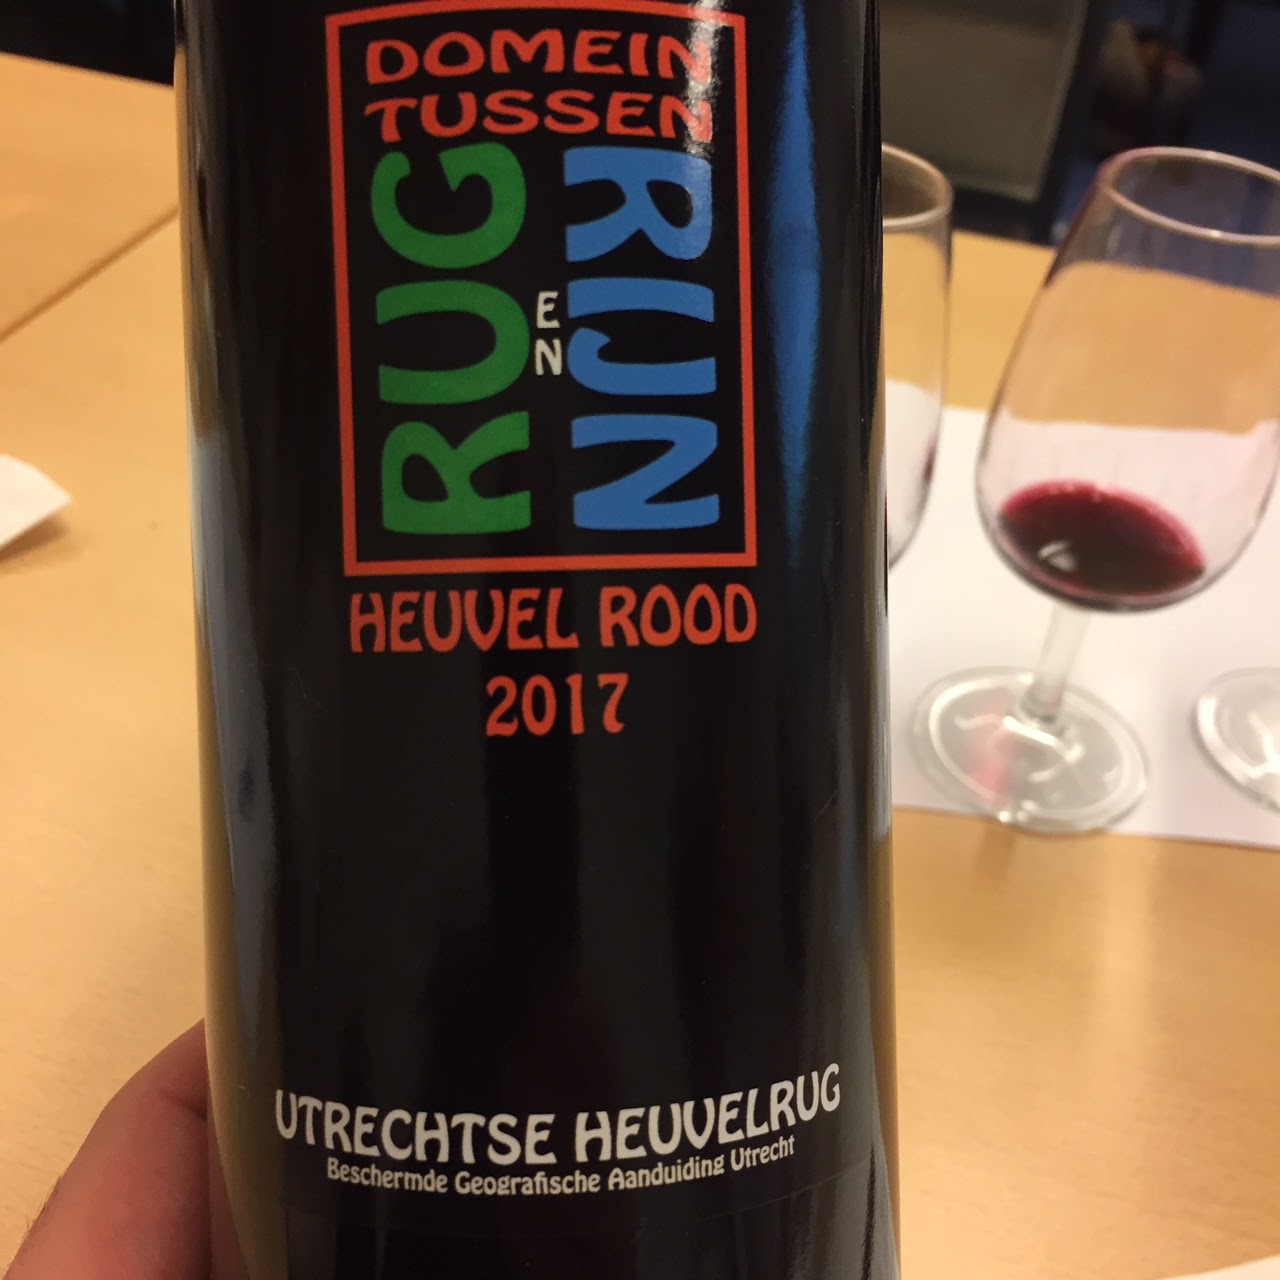 DOMEIN
TUSSEN
RUG
EN
RIJN
HEUVEL ROOD
2017
UTRECHTSE HEUVELRUG
Beschermde Geografische Aanduiding Utrecht